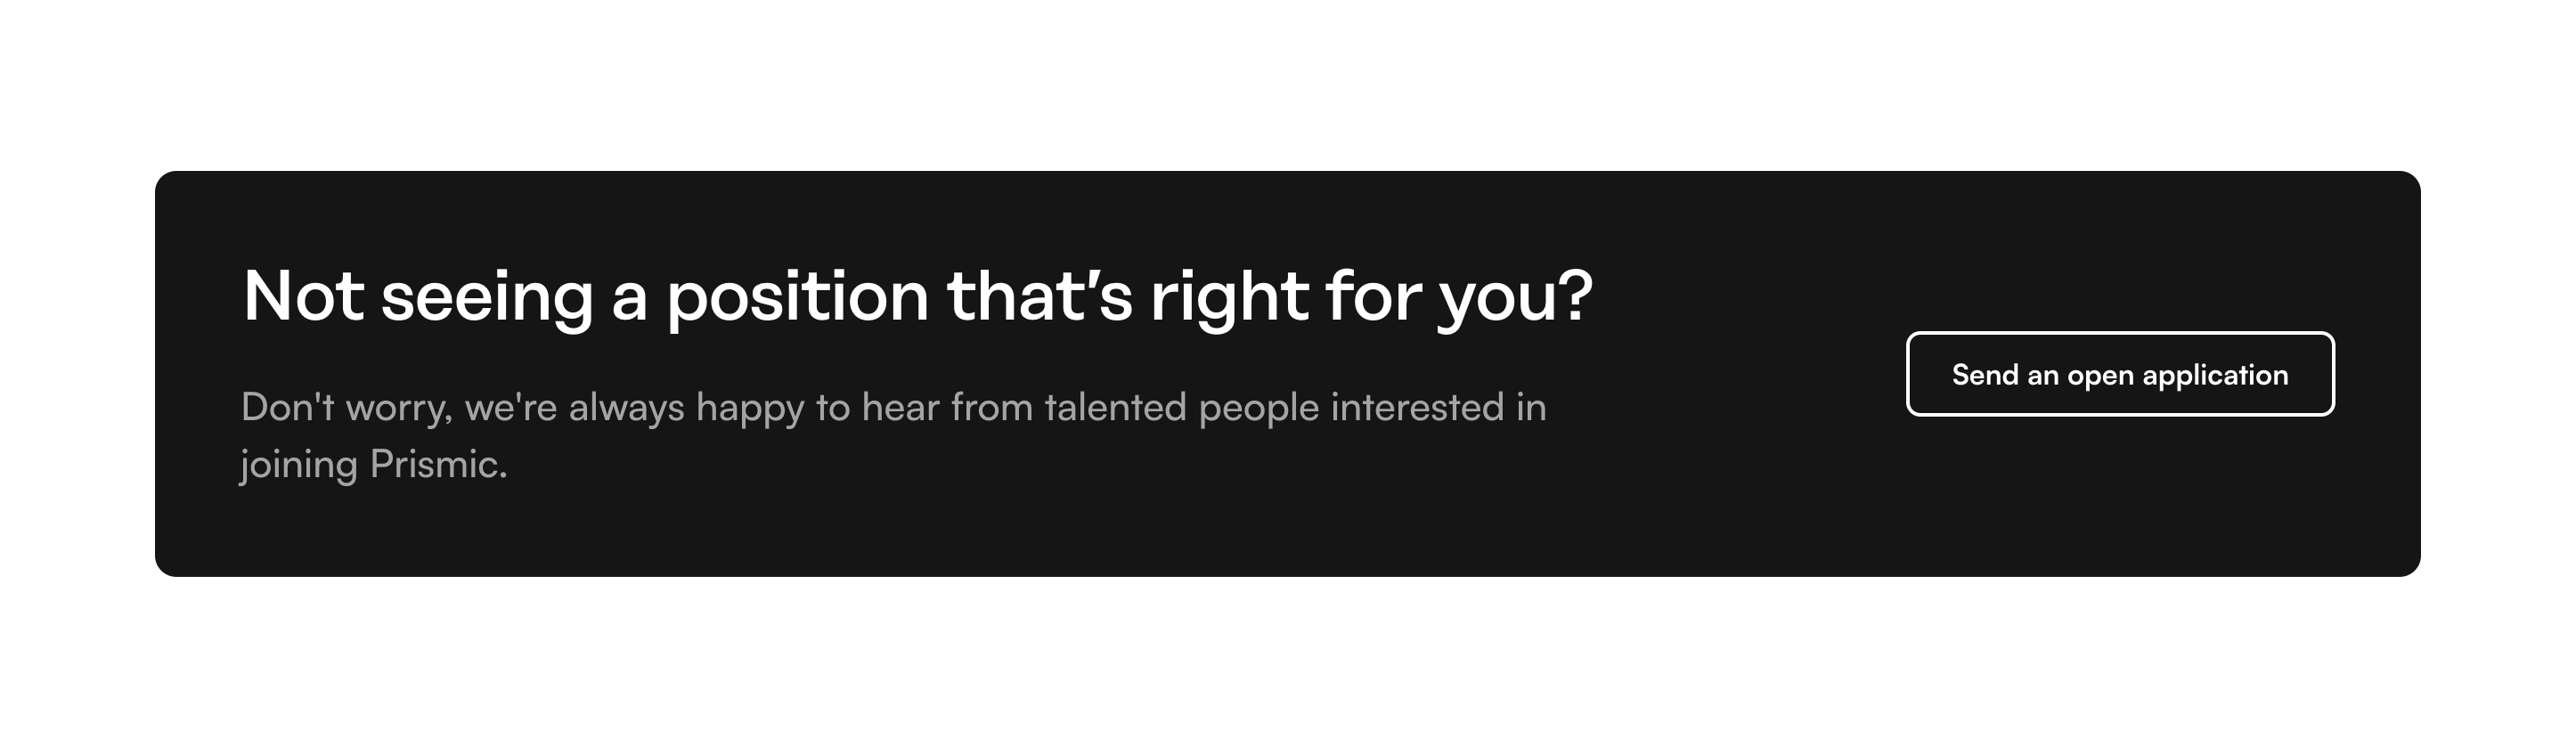 Not seeing a position that’s right for you?
Don't worry, we're always happy to hear from talented people interested in
joining Prismic.
Send an open application